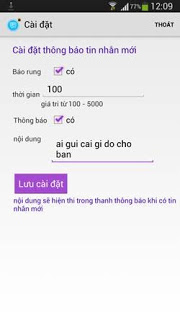 77% 12:09
Cài đặt THOÁT
Cài đặt thông báo tin nhắn mới
Báo rung có
thời gian 100
giá trị từ 100 - 5000
Thông báo có
nội dung ai gui cai gi do cho
ban
Lưu cài đặt
nội dung sẽ hiển thi trong thanh thông báo khi có tin
nhắn mới